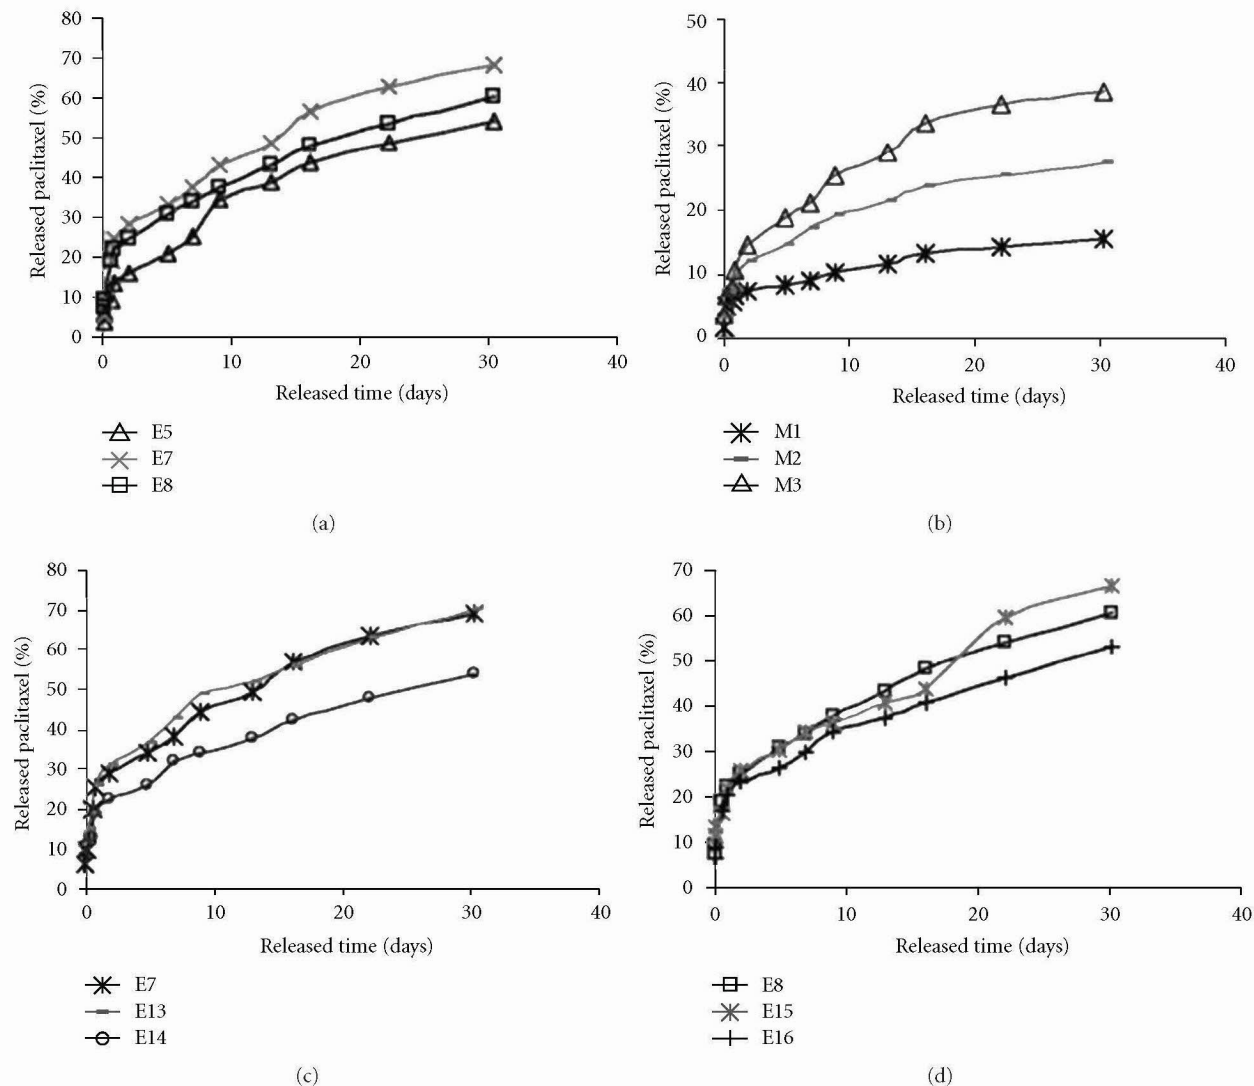 80
70
60
50
40
30
20
10
0
Released paclitaxel (%)
0 10 20 30 40
Released time (days)
E5
E7
E8
(a)
50
40
30
20
10
0
Released paclitaxel (%)
0 10 20 30 40
Released time (days)
M1
M2
M3
(b)
80
70
60
50
40
30
20
10
0
Released paclitaxel (%)
0 10 20 30 40
Released time (days)
E7
E13
E14
(c)
70
60
50
40
30
20
10
0
Released paclitaxel (%)
0 10 20 30 40
Released time (days)
E8
E15
E16
(d)